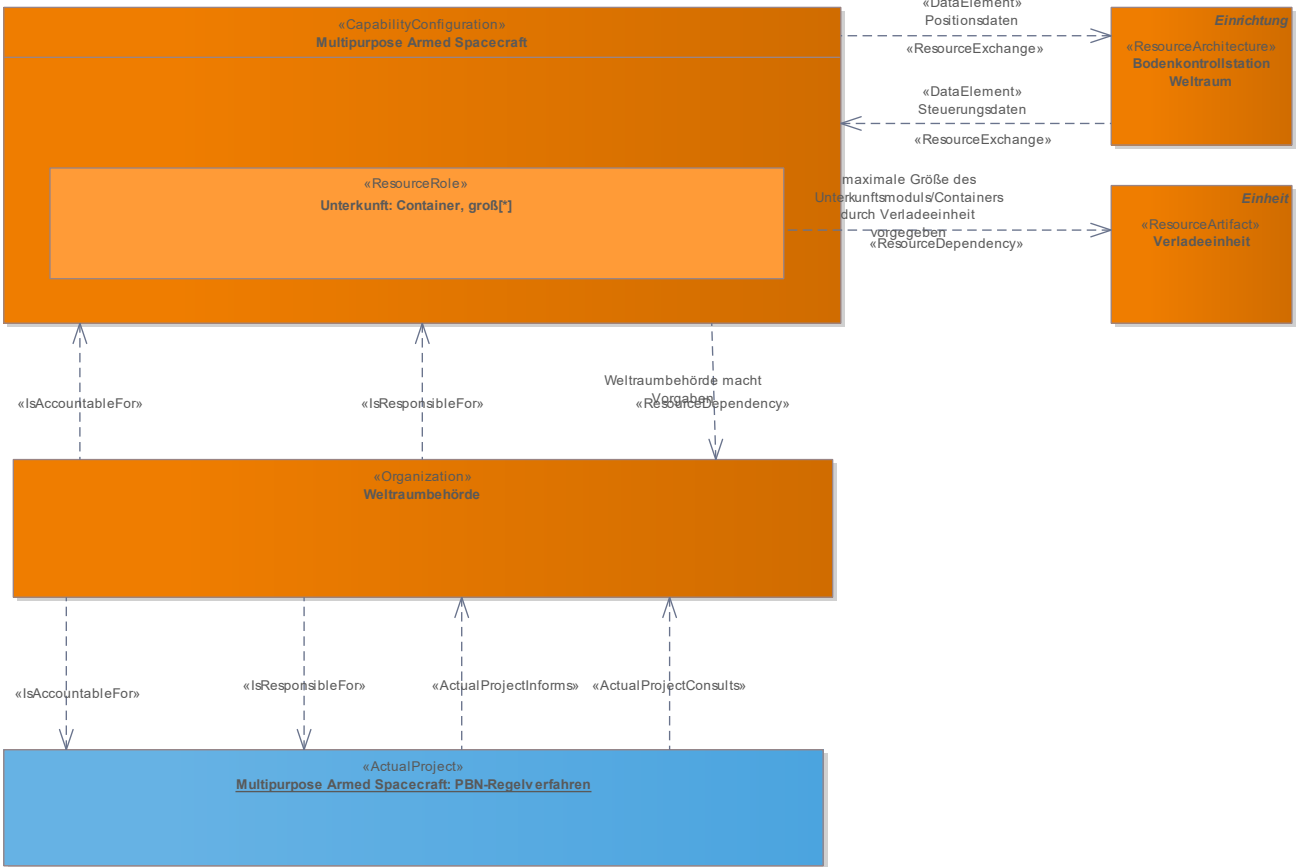 «CapabilityConfiguration»
Multipurpose Armed Spacecraft
«DataElement»
Positionsdaten
«ResourceExchange»
Einrichtung
«ResourceArchitecture»
Bodenkontrollstation
Weltraum
«DataElement»
Steuerungsdaten
«ResourceExchange»
«ResourceRole»
Unterkunft: Container, groß[*]
maximale Größe des
Unterkunftsmoduls/Containers
durch Verladeeinheit
vorgegeben
«ResourceDependency»
Einheit
«ResourceArtifact»
Verladeeinheit
«IsAccountableFor»
«IsResponsibleFor»
Weltraumbehörde macht
Vorgaben
«ResourceDependency»
«Organization»
Weltraumbehörde
«IsAccountableFor»
«IsResponsibleFor»
«ActualProjectInforms»
«ActualProjectConsults»
«ActualProject»
Multipurpose Armed Spacecraft: PBN-Regelverfahren